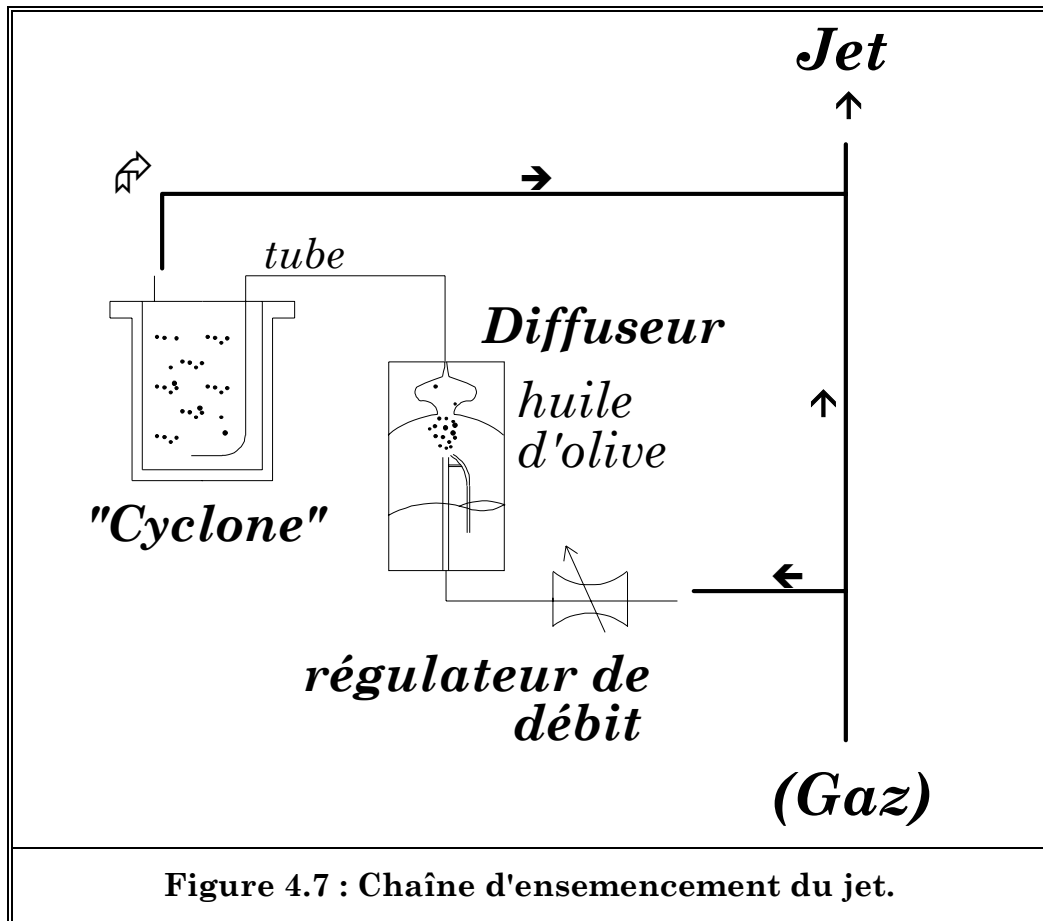 Jet
tube
Diffuseur
huile
d'olive
"Cyclone"
régulateur de
débit
(Gaz)
Figure 4.7 : Chaîne d'ensemencement du jet.